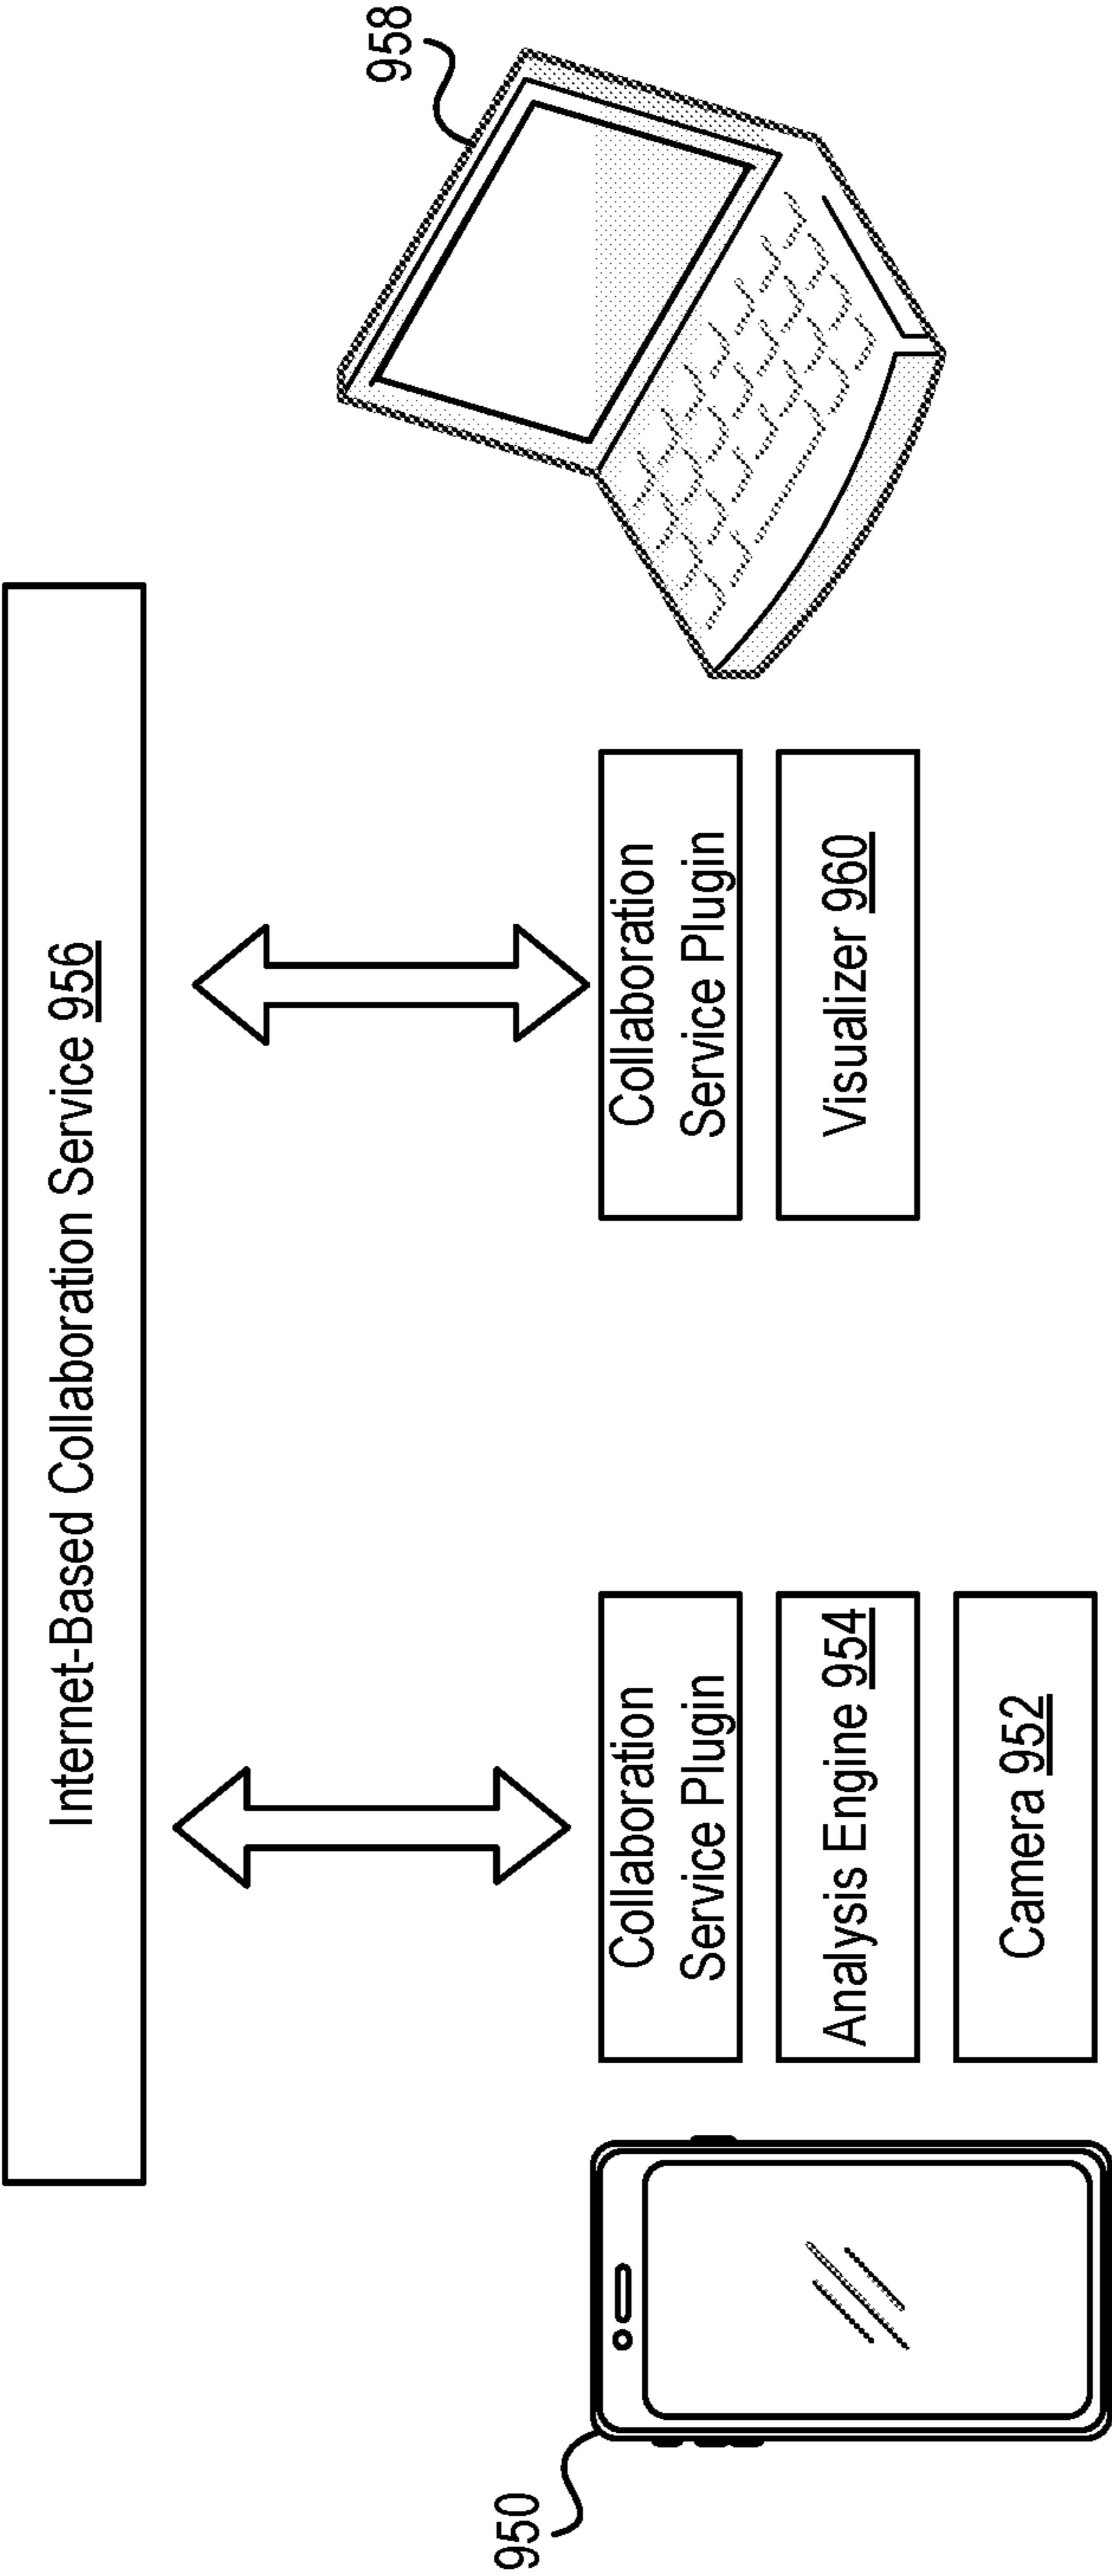 Internet-Based Collaboration Service 956
950
Collaboration
Service Plugin
Analysis Engine 954
Camera 952
Collaboration
Service Plugin
Visualizer 960
958